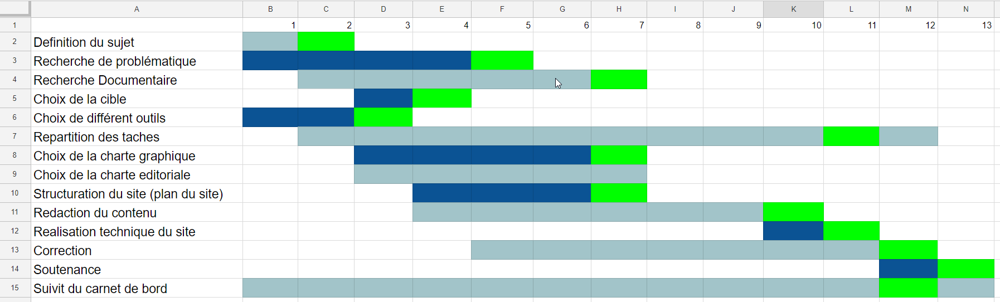 A B C D E F G H I J K L M N
1 1 2 3 4 5 6 7 8 9 10 11 12 13
2 Definition du sujet
3 Recherche de problématique
4 Recherche Documentaire
5 Choix de la cible
6 Choix de différent outils
7 Repartition des taches
8 Choix de la charte graphique
9 Choix de la charte editoriale
10 Structuration du site (plan du site)
11 Redaction du contenu
12 Realisation technique du site
13 Correction
14 Soutenance
15 Suivit du carnet de bord